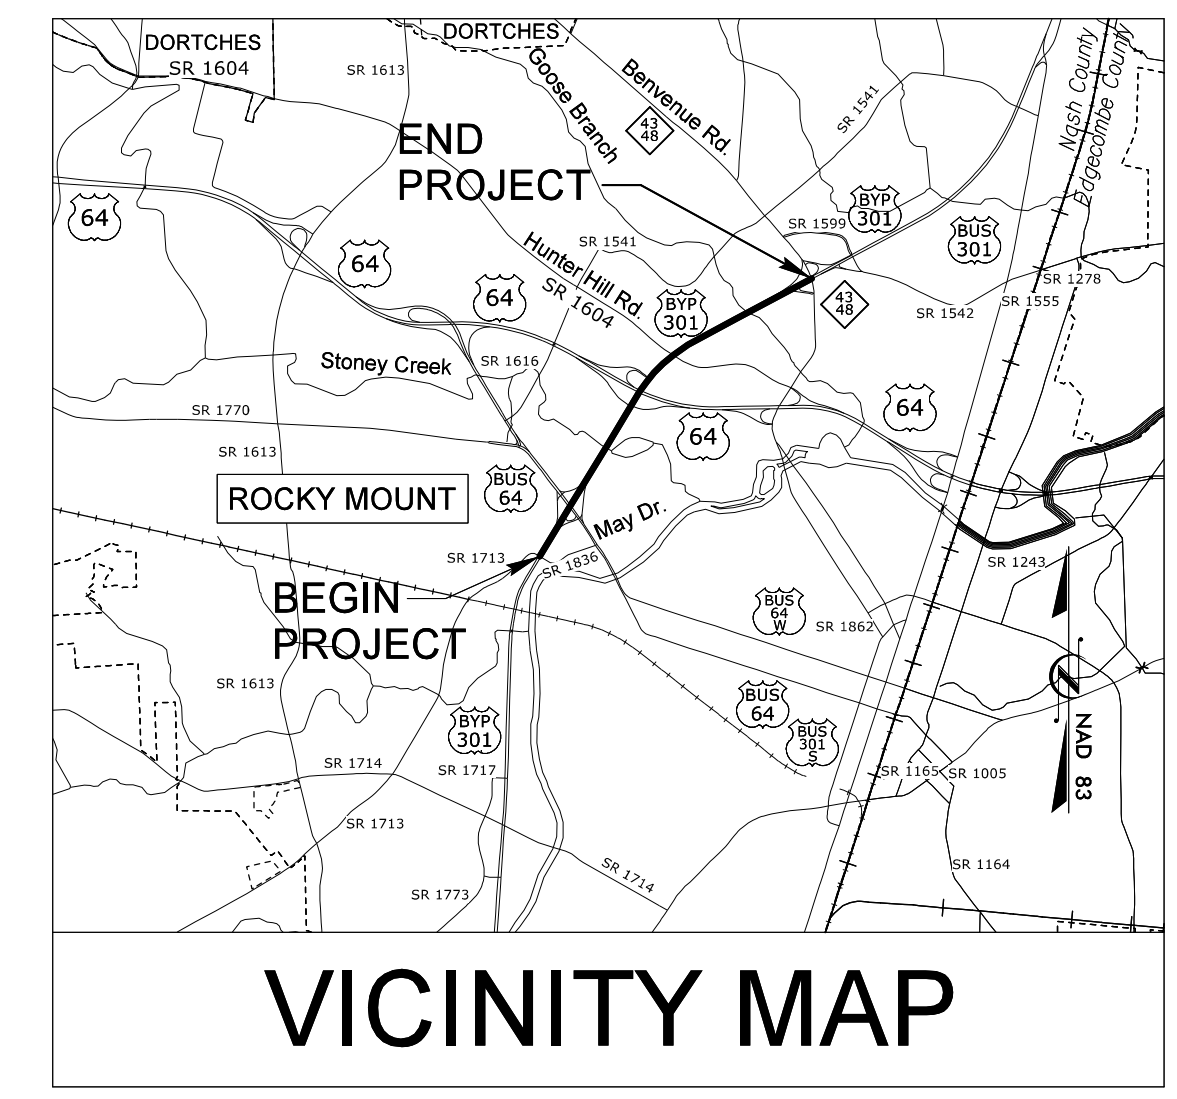 DORTCHES
SR 1604
DORTCHES
SR 1613
Goose Branch
Benvenue Rd.
43
48
SR 1541
Nash County
Edgecombe County
END
PROJECT
64
64
64
Hunter Hill Rd.
SR 1604
SR 1541
BYP
301
SR 1599
BYP
301
BUS
301
43
48
SR 1542
SR 1278
SR 1555
Stoney Creek
SR 1616
64
64
SR 1770
SR 1613
ROCKY MOUNT
BUS
64
May Dr.
SR 1713
SR 1836
SR 1243
BEGIN
PROJECT
BUS
64
W
SR 1862
SR 1613
BYP
301
BUS
64
BUS
301
S
NAD 83
SR 1714
SR 1717
SR 1165
SR 1005
SR 1713
SR 1773
SR 1714
SR 1164
VICINITY MAP